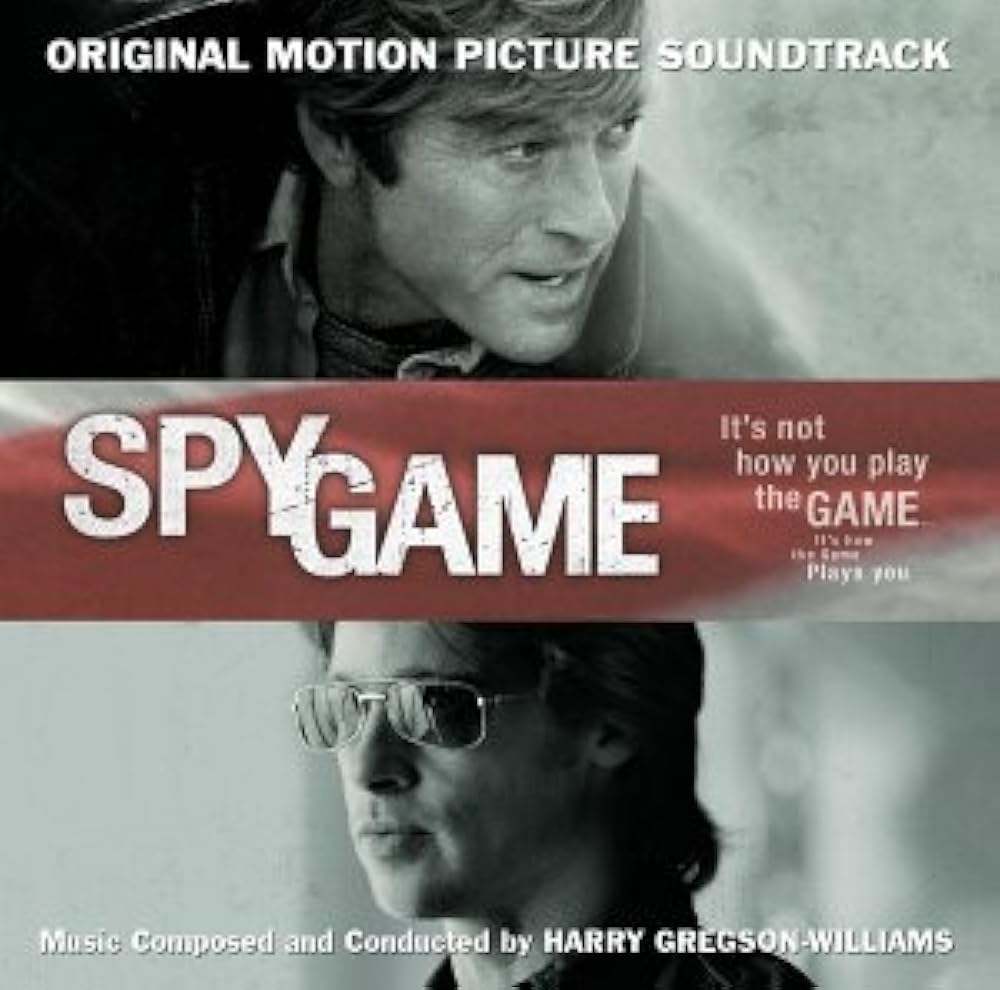 ORIGINAL MOTION PICTURE SOUNDTRACK
SPY
GAME
It's not
how you play
the GAME
It's how
the Game
Plays you
Music Composed and Conducted by HARRY GREGSON-WILLIAMS